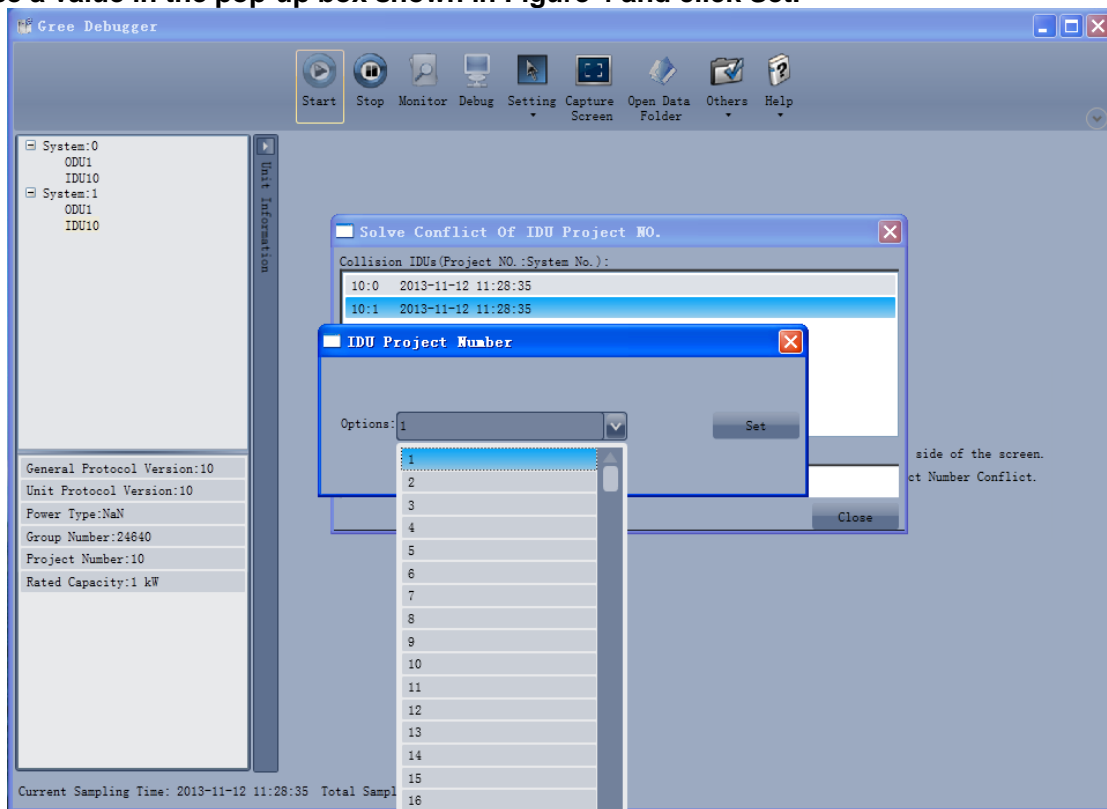 a value in the pop-up box shown in Figure 4 and click Set.
Gree Debugger
Start Stop Monitor Debug Setting Capture Screen Open Data Folder Others Help
System:0
ODU1
IDU10
System:1
ODU1
IDU10
Unit Information
Solve Conflict Of IDU Project NO.
Collision IDUs(Project NO.:System No.):
10:0 2013-11-12 11:28:35
10:1 2013-11-12 11:28:35
IDU Project Number
Options: 1
Set
1
2
3
4
5
6
7
8
9
10
11
12
13
14
15
16
side of the screen.
ct Number Conflict.
Close
General Protocol Version:10
Unit Protocol Version:10
Power Type:NaN
Group Number:24640
Project Number:10
Rated Capacity:1 kW
Current Sampling Time: 2013-11-12 11:28:35 Total Sampl